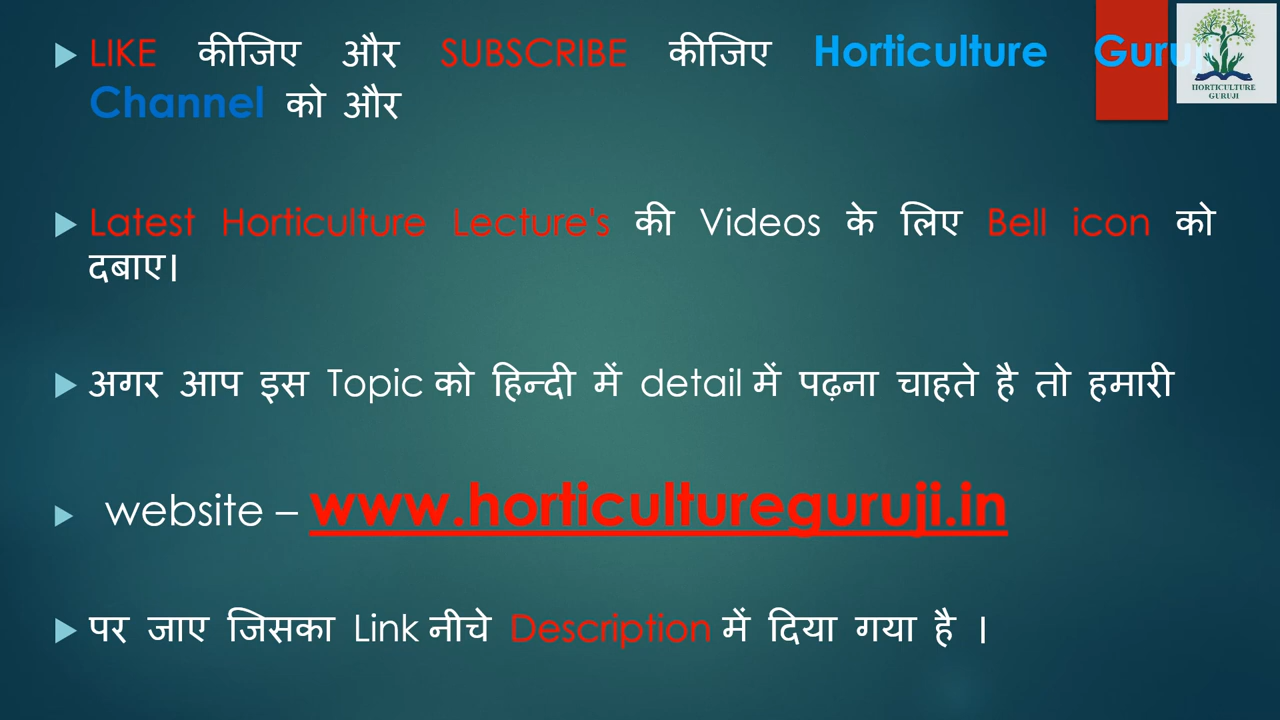 LIKE कीजिए और SUBSCRIBE कीजिए Horticulture Guruji
Channel को और
Latest Horticulture Lecture's की Videos के लिए Bell icon को
दबाए।
अगर आप इस Topic को हिन्दी में detail में पढ़ना चाहते है तो हमारी
website – www.horticultureguruji.in
पर जाए जिसका Link नीचे Description में दिया गया है ।
HORTICULTURE
GURUJI